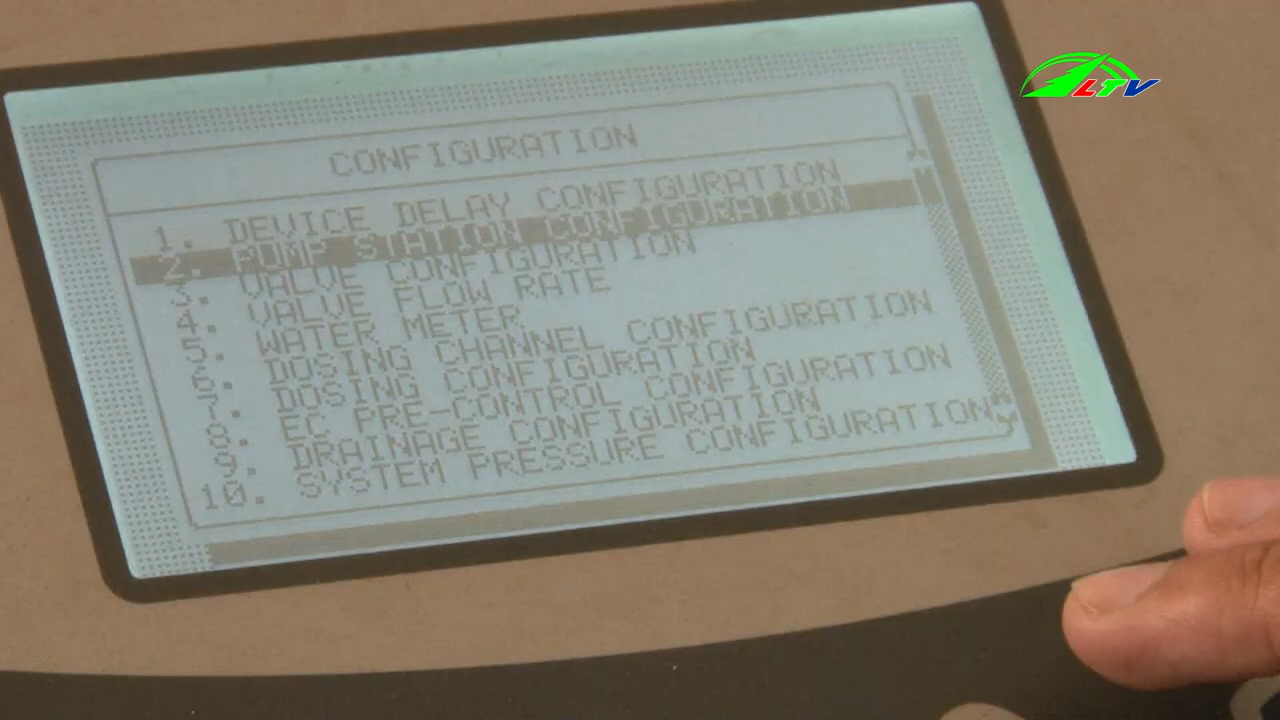 LTV
CONFIGURATION
1. DEVICE DELAY CONFIGURATION
2. PUMP STATION CONFIGURATION
3. VALVE CONFIGURATION
4. VALVE FLOW RATE
5. WATER METER
6. DOSING CHANNEL CONFIGURATION
7. DOSING CONFIGURATION
8. EC PRE-CONTROL CONFIGURATION
9. DRAINAGE CONFIGURATION
10. SYSTEM PRESSURE CONFIGURATION